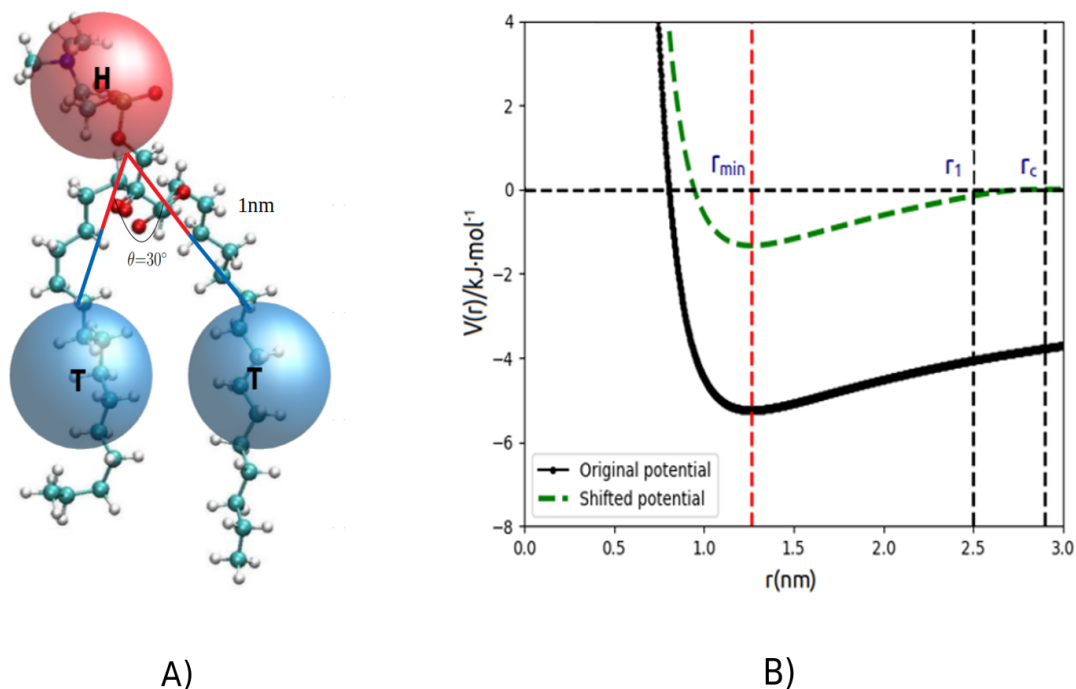 H
1nm
θ=30°
T
T
A)
V(r)/kJ·mol⁻¹
4
2
0
−2
−4
−6
−8
r_min
r_1
r_c
Original potential
Shifted potential
0.0 0.5 1.0 1.5 2.0 2.5 3.0
r(nm)
B)